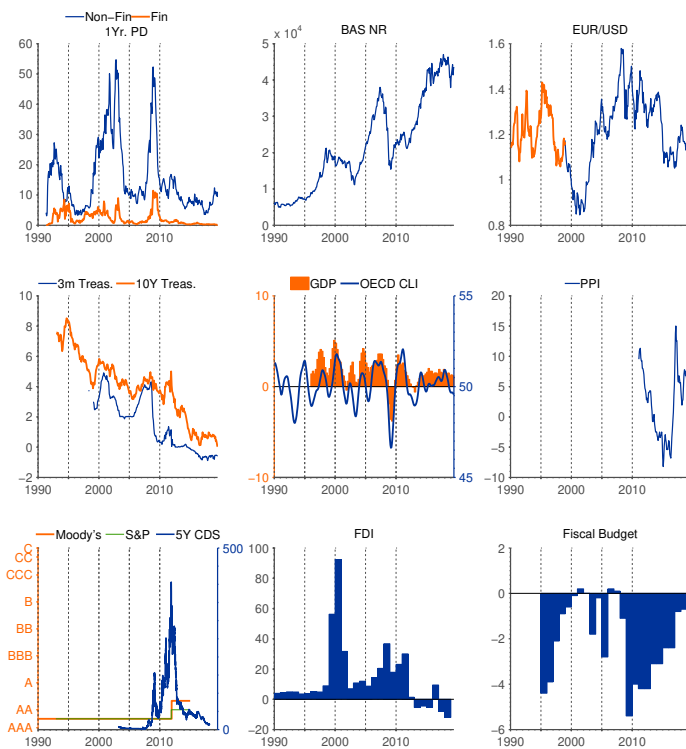 Non−Fin Fin
1Yr. PD
60
50
40
30
20
10
0
1990 2000 2010
BAS NR
5 x 10^4
4
3
2
1
0
1990 2000 2010
EUR/USD
1.6
1.4
1.2
1
0.8
1990 2000 2010
3m Treas. 10Y Treas.
10
8
6
4
2
0
−2
1990 2000 2010
GDP OECD CLI
10 55
0 50
−10 45
1990 2000 2010
PPI
20
15
10
5
0
−5
−10
1990 2000 2010
Moody's S&P 5Y CDS
C 500
CC
CCC
B
BB
BBB
A
AA
AAA 0
1990 2000 2010
FDI
100
80
60
40
20
0
−20
1990 2000 2010
Fiscal Budget
2
0
−2
−4
−6
1990 2000 2010